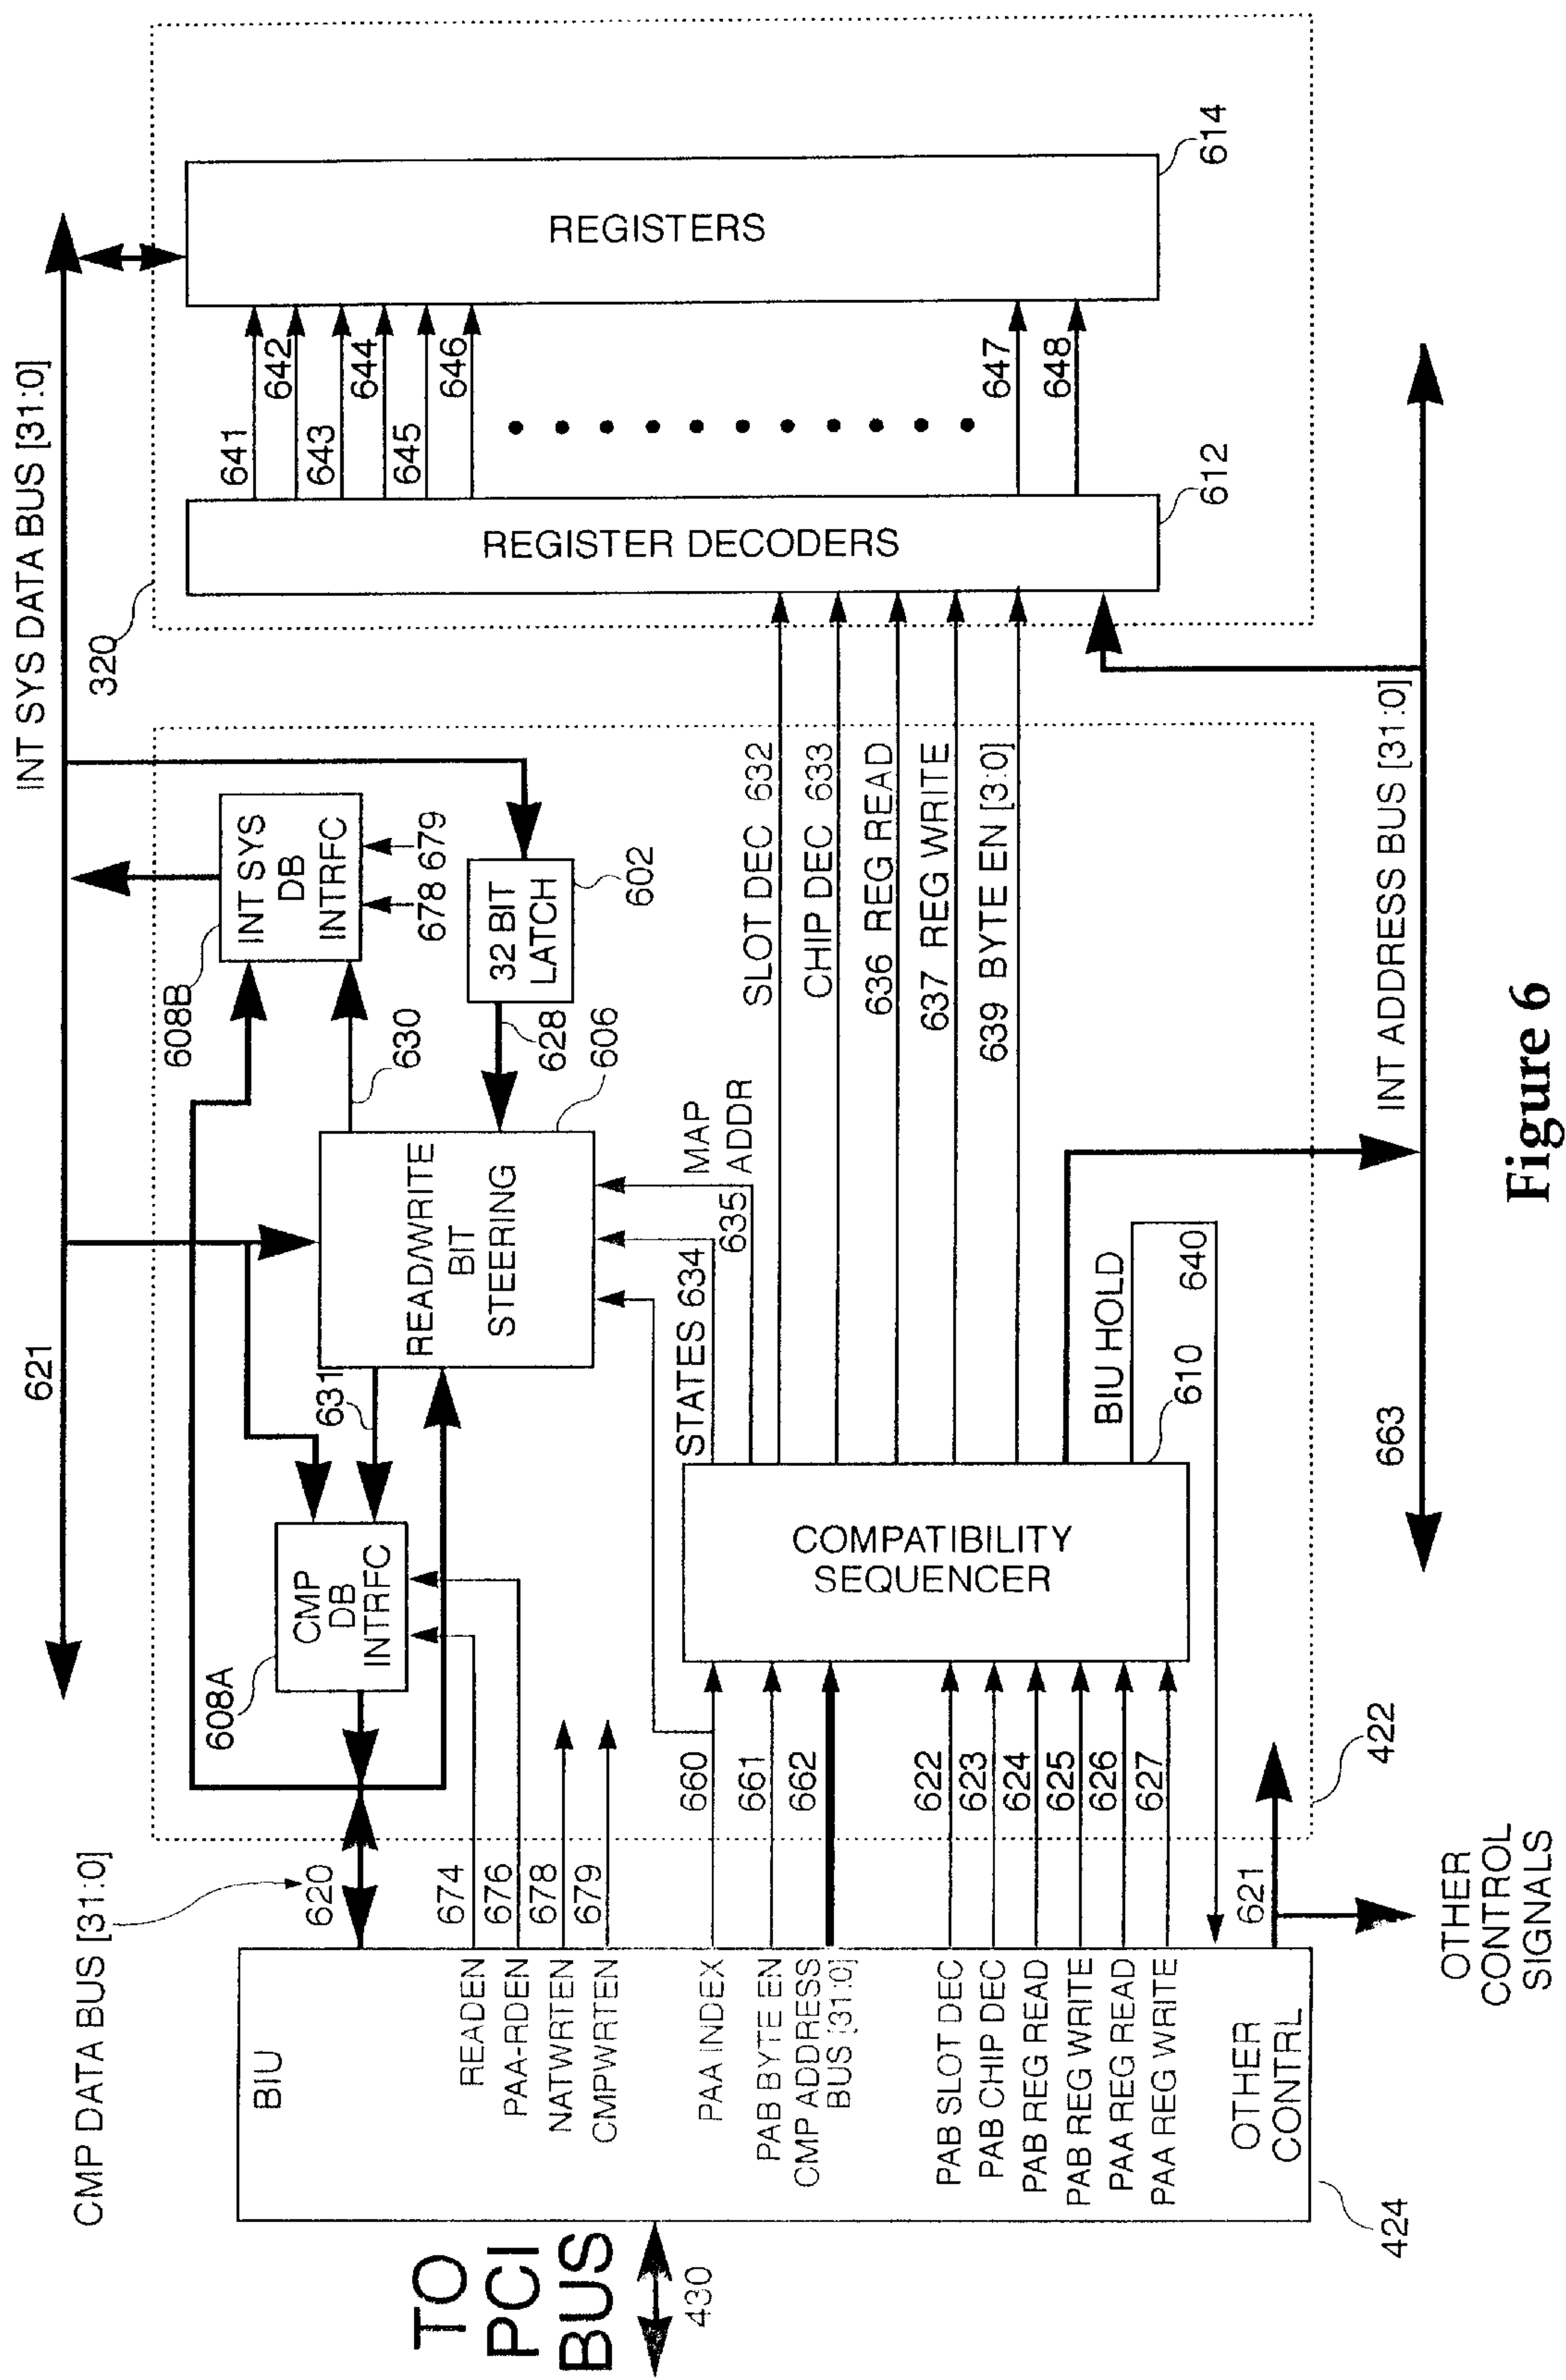 INT SYS DATA BUS [31:0]
621
CMP DATA BUS [31:0]
320
620
608A
CMP
DB
INTRFC
631
READ/WRITE
BIT
STEERING
606
630
608B
INT SYS
DB
INTRFC
678
679
32 BIT
LATCH
602
628
TO
PCI
BUS
430
BIU
READEN
PAA-RDEN
NATWRTEN
CMPWRTEN
PAA INDEX
PAB BYTE EN
CMP ADDRESS
BUS [31:0]
PAB SLOT DEC
PAB CHIP DEC
PAB REG READ
PAB REG WRITE
PAA REG READ
PAA REG WRITE
OTHER
CONTRL
424
674
676
678
679
660
661
662
622
623
624
625
626
627
621
OTHER
CONTROL
SIGNALS
422
COMPATIBILITY
SEQUENCER
610
STATES 634
635
MAP
ADDR
SLOT DEC 632
CHIP DEC 633
636 REG READ
637 REG WRITE
639 BYTE EN [3:0]
BIU HOLD
640
REGISTER DECODERS
612
641
642
643
644
645
646
647
648
REGISTERS
614
663
INT ADDRESS BUS [31:0]
Figure 6